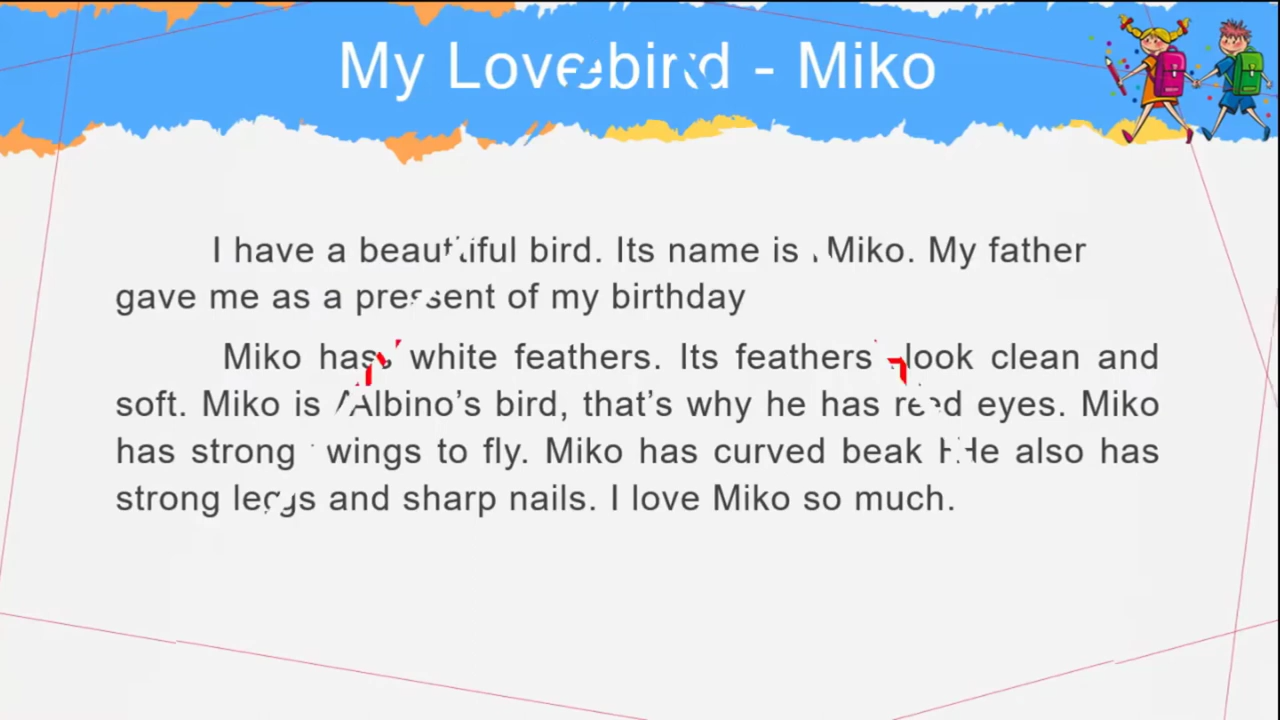 My Lovebird - Miko
I have a beautiful bird. Its name is Miko. My father
gave me as a present of my birthday
Miko has white feathers. Its feathers look clean and
soft. Miko is Albino’s bird, that’s why he has red eyes. Miko
has strong wings to fly. Miko has curved beak He also has
strong legs and sharp nails. I love Miko so much.